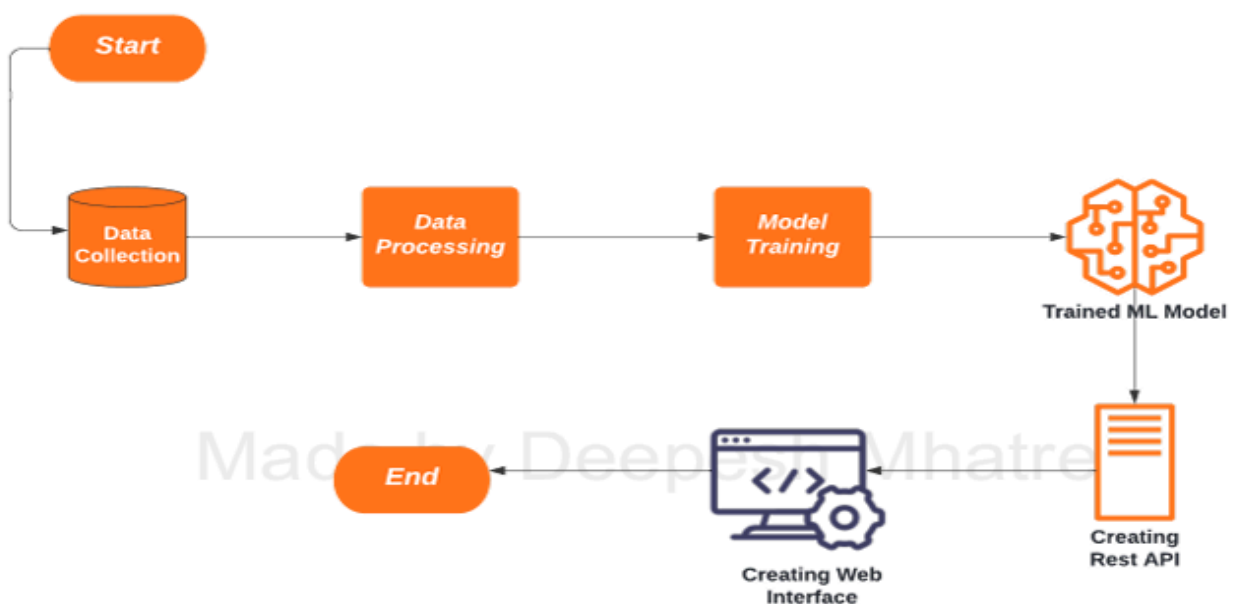 Start
Data
Collection
Data
Processing
Model
Training
Trained ML Model
Made by Deepesh Mhatre
End
</>
Creating Web
Interface
Creating
Rest API